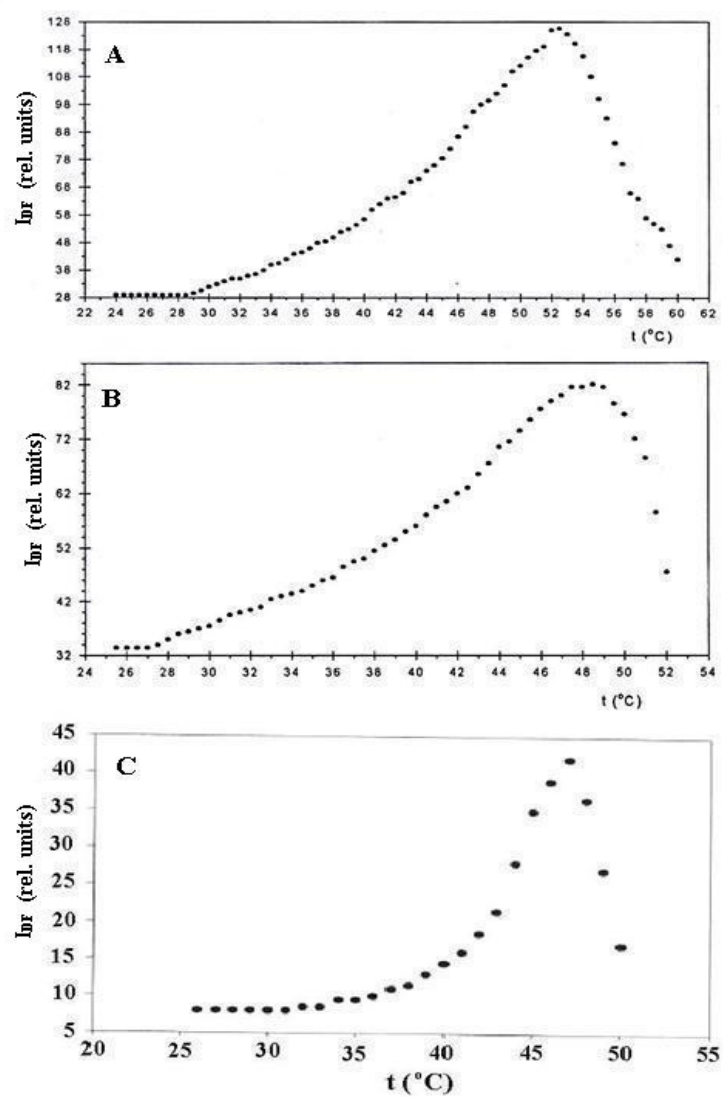 A
I_DF (rel. units)
128
118
108
98
88
78
68
58
48
38
28
22 24 26 28 30 32 34 36 38 40 42 44 46 48 50 52 54 56 58 60 62
t (°C)
B
I_DF (rel. units)
82
72
62
52
42
32
24 26 28 30 32 34 36 38 40 42 44 46 48 50 52 54
t (°C)
C
I_DF (rel. units)
45
40
35
30
25
20
15
10
5
20 25 30 35 40 45 50 55
t (°C)